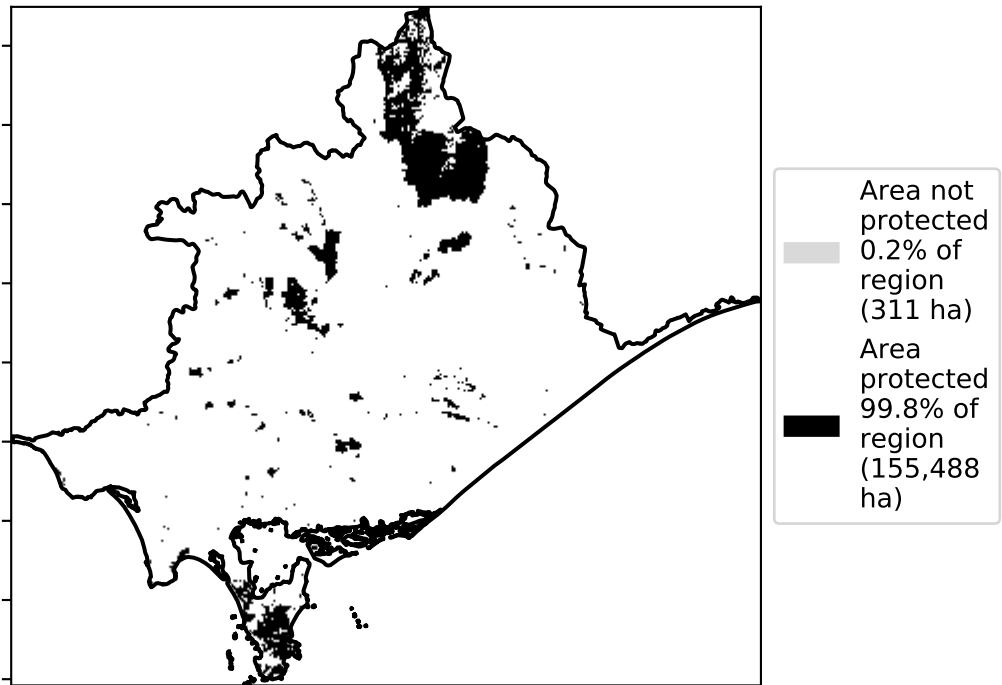 Area not
protected
0.2% of
region
(311 ha)
Area
protected
99.8% of
region
(155,488
ha)